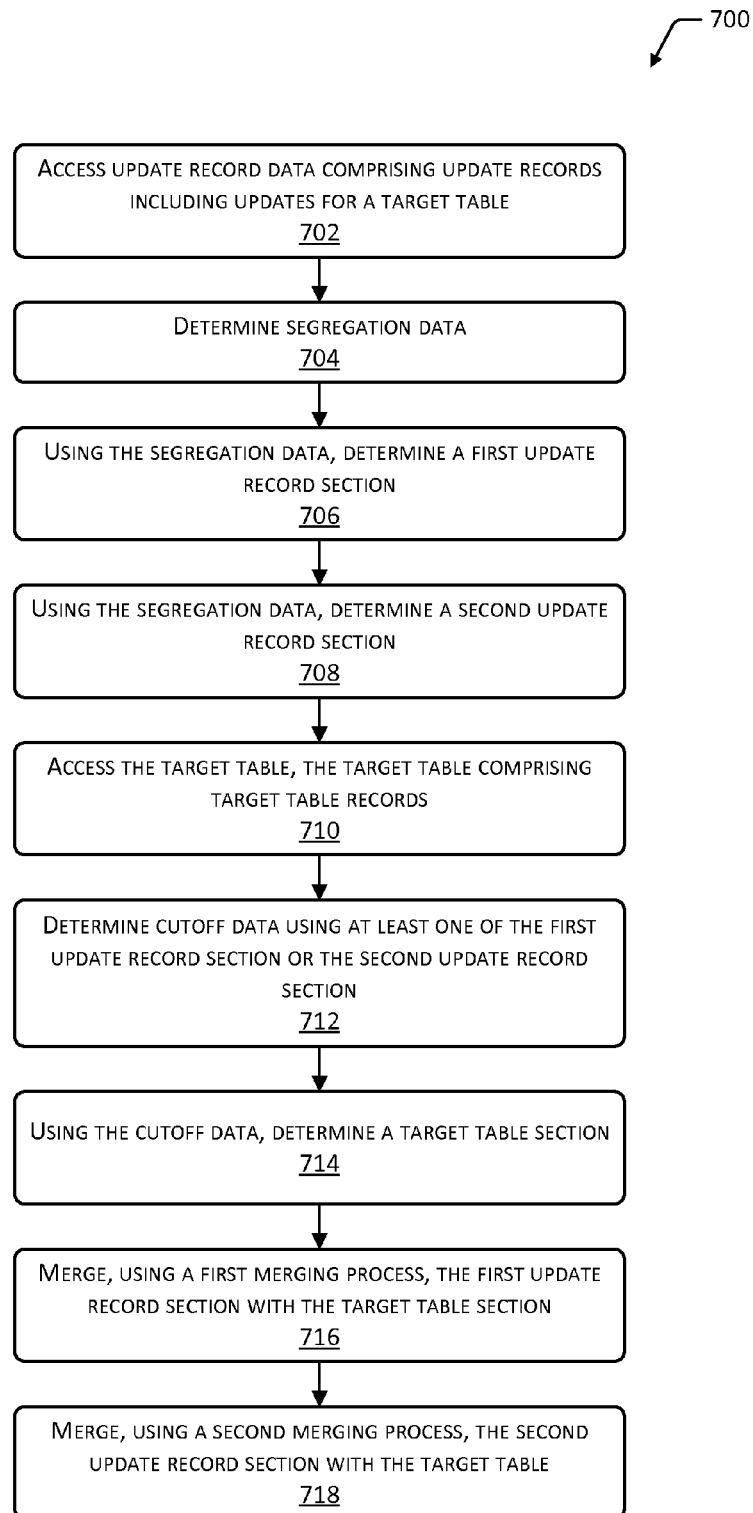 700
ACCESS UPDATE RECORD DATA COMPRISING UPDATE RECORDS
INCLUDING UPDATES FOR A TARGET TABLE
702
DETERMINE SEGREGATION DATA
704
USING THE SEGREGATION DATA, DETERMINE A FIRST UPDATE
RECORD SECTION
706
USING THE SEGREGATION DATA, DETERMINE A SECOND UPDATE
RECORD SECTION
708
ACCESS THE TARGET TABLE, THE TARGET TABLE COMPRISING
TARGET TABLE RECORDS
710
DETERMINE CUTOFF DATA USING AT LEAST ONE OF THE FIRST
UPDATE RECORD SECTION OR THE SECOND UPDATE RECORD
SECTION
712
USING THE CUTOFF DATA, DETERMINE A TARGET TABLE SECTION
714
MERGE, USING A FIRST MERGING PROCESS, THE FIRST UPDATE
RECORD SECTION WITH THE TARGET TABLE SECTION
716
MERGE, USING A SECOND MERGING PROCESS, THE SECOND
UPDATE RECORD SECTION WITH THE TARGET TABLE
718